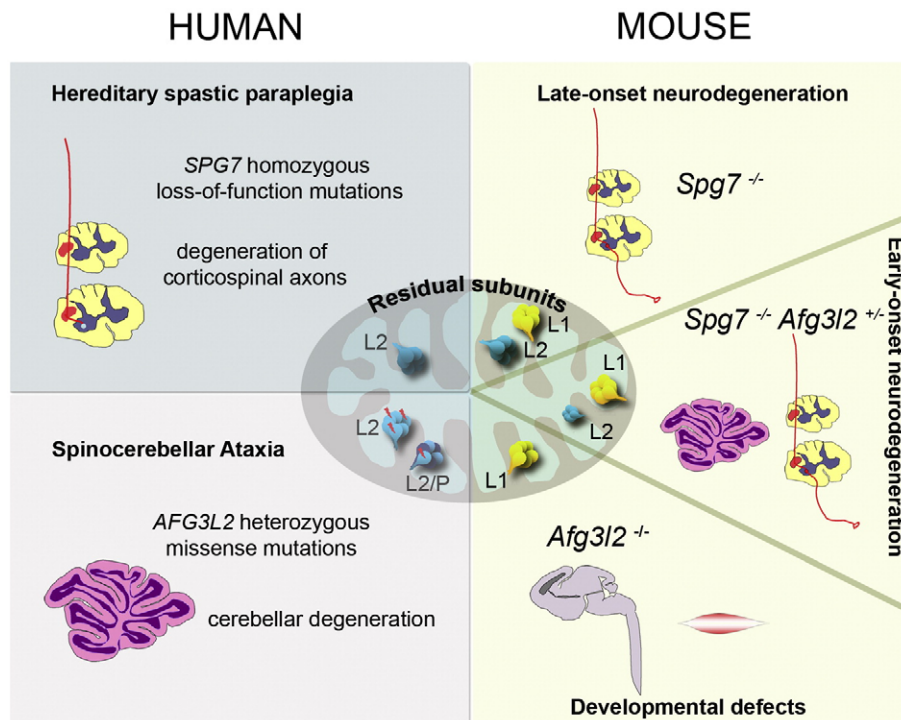 HUMAN
MOUSE
Hereditary spastic paraplegia
SPG7 homozygous
loss-of-function mutations
degeneration of
corticospinal axons
Late-onset neurodegeneration
Spg7 -/-
Early-onset neurodegeneration
Spg7 -/- Afg3l2 +/-
Residual subunits
L2
L1
L2
L1
L2
L2
L2/P
L1
Spinocerebellar Ataxia
AFG3L2 heterozygous
missense mutations
cerebellar degeneration
Afg3l2 -/-
Developmental defects